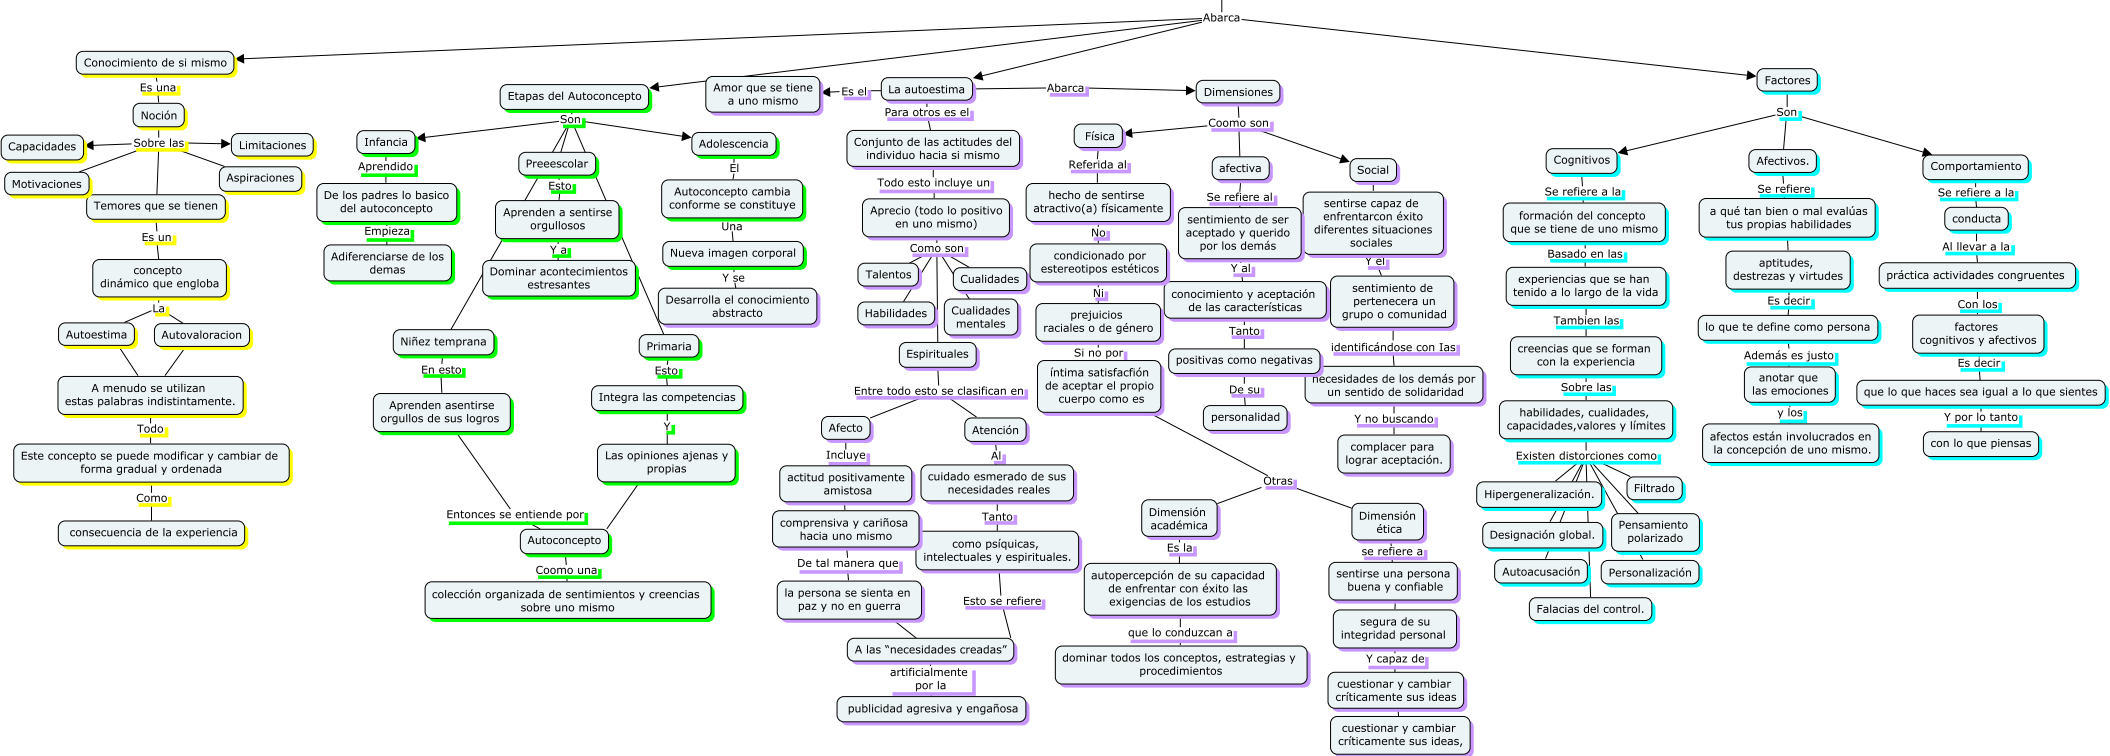 Abarca
Conocimiento de si mismo
Es una
Noción
Sobre las
Capacidades
Limitaciones
Motivaciones
Aspiraciones
Temores que se tienen
Es un
concepto
dinámico que engloba
La
Autoestima
Autovaloracion
A menudo se utilizan
estas palabras indistintamente.
Todo
Este concepto se puede modificar y cambiar de
forma gradual y ordenada
Como
consecuencia de la experiencia
Etapas del Autoconcepto
Son
Infancia
Aprendido
De los padres lo basico
del autoconcepto
Empieza
Adiferenciarse de los
demas
Preeescolar
Esto
Aprenden a sentirse
orgullosos
Y a
Dominar acontecimientos
estresantes
Adolescencia
El
Autoconcepto cambia
conforme se constituye
Una
Nueva imagen corporal
Y se
Desarrolla el conocimiento
abstracto
Niñez temprana
En esto
Aprenden asentirse
orgullos de sus logros
Primaria
Esto
Integra las competencias
Y
Las opiniones ajenas y
propias
Entonces se entiende por
Autoconcepto
Coomo una
colección organizada de sentimientos y creencias
sobre uno mismo
La autoestima
Es el
Amor que se tiene
a uno mismo
Para otros es el
Conjunto de las actitudes del
individuo hacia si mismo
Todo esto incluye un
Aprecio (todo lo positivo
en uno mismo)
Como son
Talentos
Cualidades
Habilidades
Cualidades
mentales
Espirituales
Entre todo esto se clasifican en
Afecto
Incluye
actitud positivamente
amistosa
comprensiva y cariñosa
hacia uno mismo
De tal manera que
la persona se sienta en
paz y no en guerra
Atención
Al
cuidado esmerado de sus
necesidades reales
Tanto
como psíquicas,
intelectuales y espirituales.
Esto se refiere
A las “necesidades creadas”
artificialmente
por la
publicidad agresiva y engañosa
Abarca
Dimensiones
Coomo son
Física
Referida al
hecho de sentirse
atractivo(a) físicamente
No
condicionado por
estereotipos estéticos
Ni
prejuicios
raciales o de género
Si no por
íntima satisfacfión
de aceptar el propio
cuerpo como es
afectiva
Se refiere al
sentimiento de ser
aceptado y querido
por los demás
Y al
conocimiento y aceptación
de las características
Tanto
positivas como negativas
De su
personalidad
Social
sentirse capaz de
enfrentarcon éxito
diferentes situaciones
sociales
Y el
sentimiento de
pertenecera un
grupo o comunidad
identificándose con Ias
necesidades de los demás por
un sentido de solidaridad
Y no buscando
complacer para
lograr aceptación.
Otras
Dimensión
académica
Es la
autopercepción de su capacidad
de enfrentar con éxito las
exigencias de los estudios
que lo conduzcan a
dominar todos los conceptos, estrategias y
procedimientos
Dimensión
ética
se refiere a
sentirse una persona
buena y confiable
segura de su
integridad personal
Y capaz de
cuestionar y cambiar
críticamente sus ideas
cuestionar y cambiar
críticamente sus ideas,
Factores
Son
Cognitivos
Se refiere a la
formación del concepto
que se tiene de uno mismo
Basado en las
experiencias que se han
tenido a lo largo de la vida
Tambien las
creencias que se forman
con la experiencia
Sobre las
habilidades, cualidades,
capacidades,valores y límites
Existen distorciones como
Hipergeneralización.
Filtrado
Designación global.
Pensamiento
polarizado
Autoacusación
Personalización
Falacias del control.
Afectivos.
Se refiere
a qué tan bien o mal evalúas
tus propias habilidades
aptitudes,
destrezas y virtudes
Es decir
lo que te define como persona
Además es justo
anotar que
las emociones
y los
afectos están involucrados en
la concepción de uno mismo.
Comportamiento
Se refiere a la
conducta
Al llevar a la
práctica actividades congruentes
Con los
factores
cognitivos y afectivos
Es decir
que lo que haces sea igual a lo que sientes
Y por lo tanto
con lo que piensas